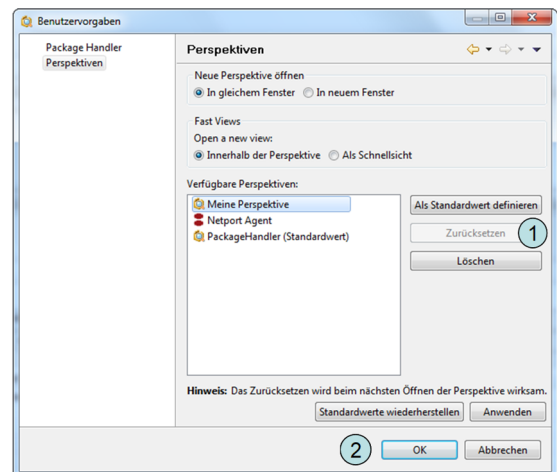 Benutzervorgaben
Package Handler
Perspektiven
Perspektiven
Neue Perspektive öffnen
In gleichem Fenster In neuem Fenster
Fast Views
Open a new view:
Innerhalb der Perspektive Als Schnellsicht
Verfügbare Perspektiven:
Meine Perspektive
Netport Agent
PackageHandler (Standardwert)
Als Standardwert definieren
Zurücksetzen 1
Löschen
Hinweis: Das Zurücksetzen wird beim nächsten Öffnen der Perspektive wirksam.
Standardwerte wiederherstellen Anwenden
2 OK Abbrechen